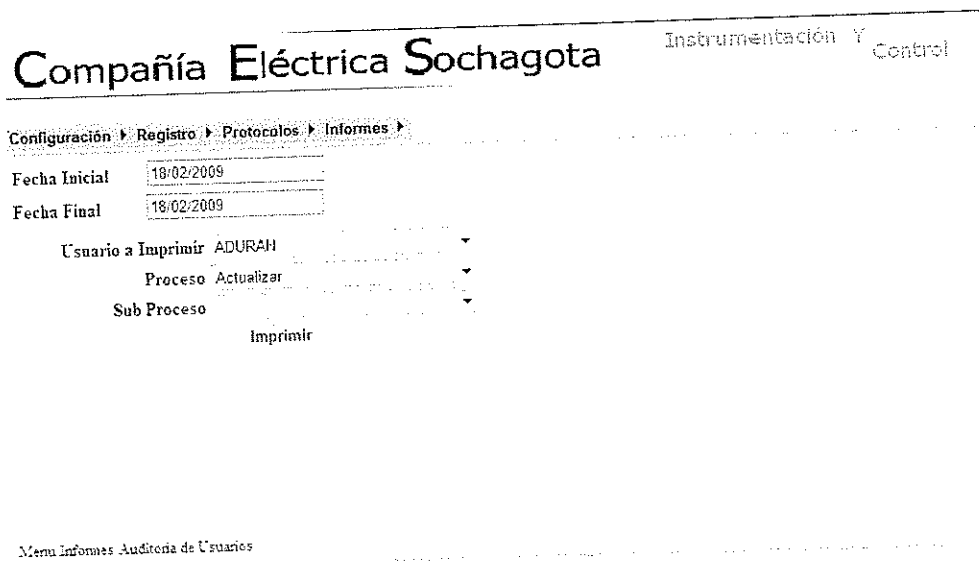 Compañía Eléctrica Sochagota
Instrumentación Y
Control
Configuración Registro Protocolos Informes
Fecha Inicial 18/02/2009
Fecha Final 18/02/2009
Usuario a Imprimir ADURAN
Proceso Actualizar
Sub Proceso
Imprimir
Menu Informes Auditoria de Usuarios